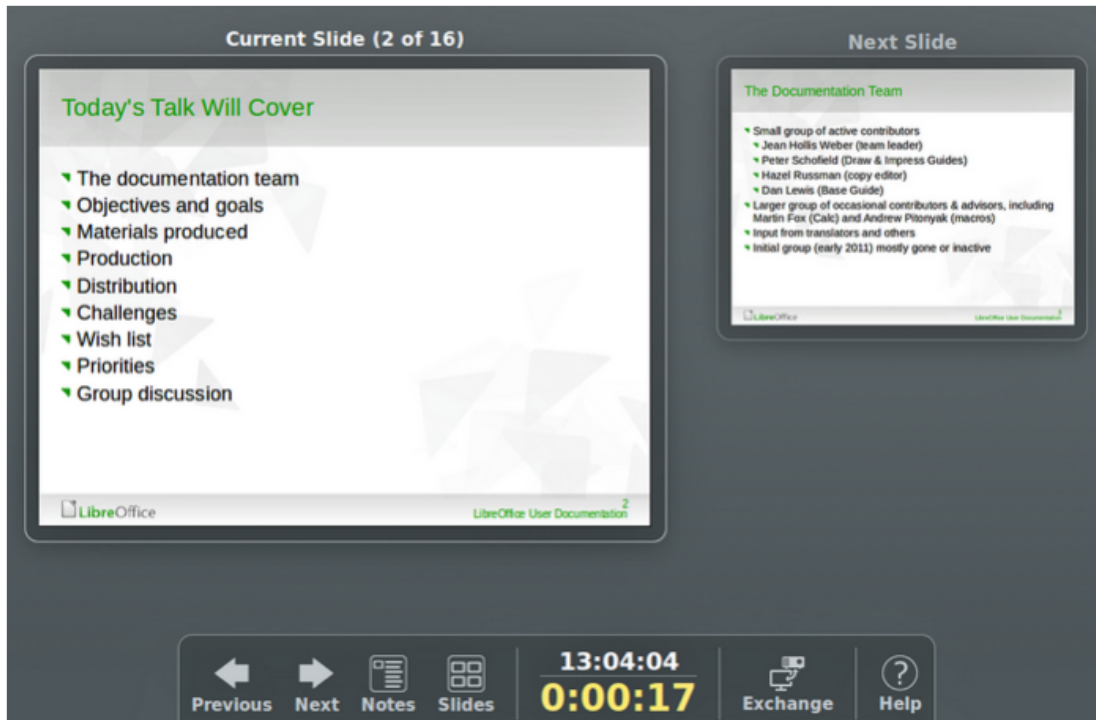 Current Slide (2 of 16)
Today's Talk Will Cover
The documentation team
Objectives and goals
Materials produced
Production
Distribution
Challenges
Wish list
Priorities
Group discussion
LibreOffice
LibreOffice User Documentation
2
Next Slide
The Documentation Team
Small group of active contributors
Jean Hollis Weber (team leader)
Peter Schofield (Draw & Impress Guides)
Hazel Russman (copy editor)
Dan Lewis (Base Guide)
Larger group of occasional contributors & advisors, including
Martin Fox (Calc) and Andrew Pitonyak (macros)
Input from translators and others
Initial group (early 2011) mostly gone or inactive
LibreOffice
LibreOffice User Documentation
Previous
Next
Notes
Slides
13:04:04
0:00:17
Exchange
?
Help